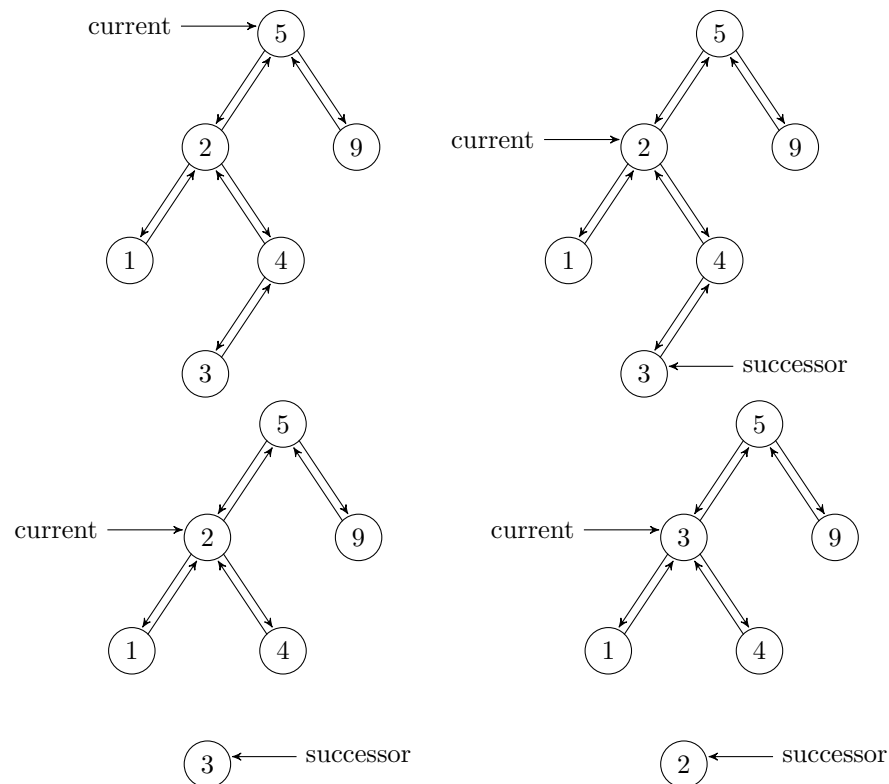 current 5
2 9
1 4
3
5
current 2 9
1 4
3 successor
5
current 2 9
1 4
3 successor
5
current 3 9
1 4
2 successor